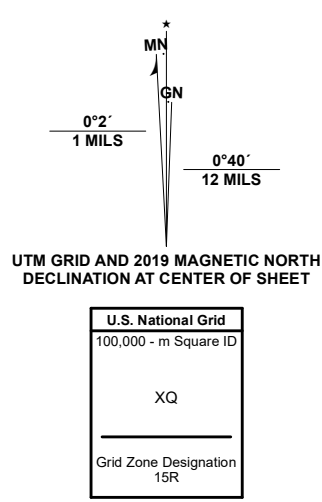 ★
MN
GN
0°2´
1 MILS
0°40´
12 MILS
UTM GRID AND 2019 MAGNETIC NORTH
DECLINATION AT CENTER OF SHEET
U.S. National Grid
100,000 - m Square ID
XQ
Grid Zone Designation
15R